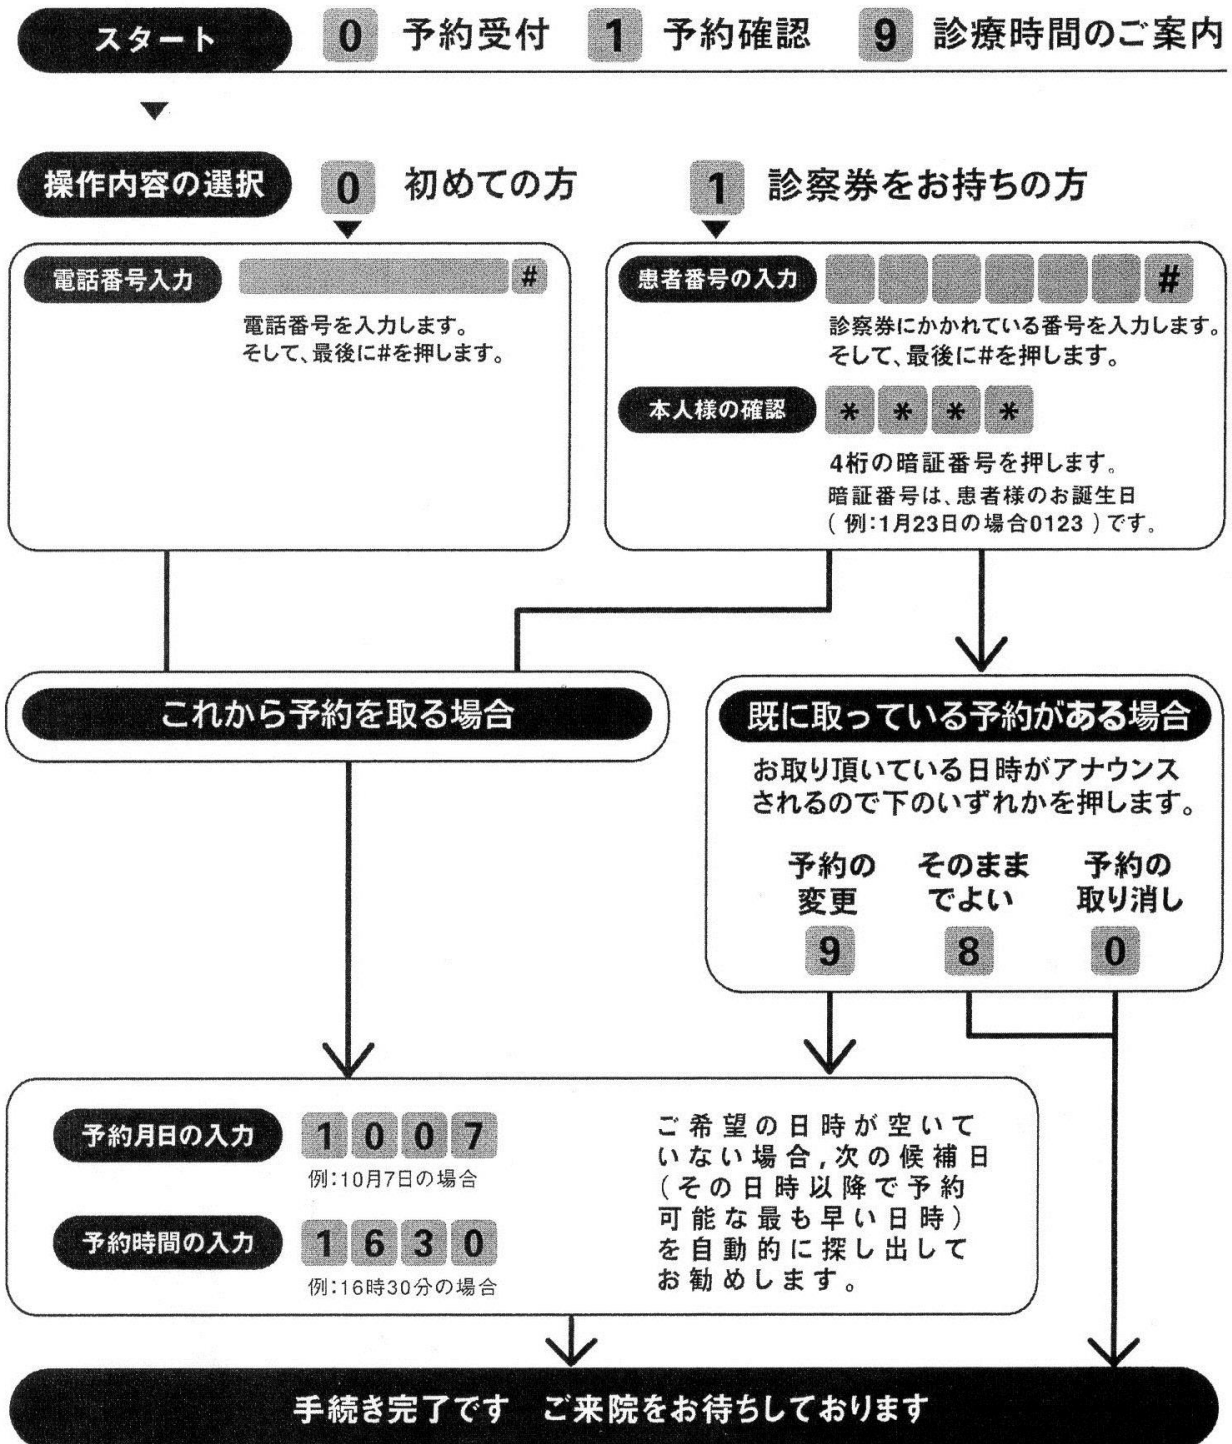 スタート 0 予約受付 1 予約確認 9 診療時間のご案内
操作内容の選択 0 初めての方 1 診察券をお持ちの方
電話番号入力 #
電話番号を入力します。
そして、最後に#を押します。
患者番号の入力 #
診察券にかかれている番号を入力します。
そして、最後に#を押します。
本人様の確認 * * * *
4桁の暗証番号を押します。
暗証番号は、患者様のお誕生日
(例:1月23日の場合0123)です。
これから予約を取る場合
既に取っている予約がある場合
お取り頂いている日時がアナウンス
されるので下のいずれかを押します。
予約の
変更
9
そのまま
でよい
8
予約の
取り消し
0
予約月日の入力 1 0 0 7
例:10月7日の場合
予約時間の入力 1 6 3 0
例:16時30分の場合
ご希望の日時が空いて
いない場合,次の候補日
(その日時以降で予約
可能な最も早い日時)
を自動的に探し出して
お勧めします。
手続き完了です ご来院をお待ちしております